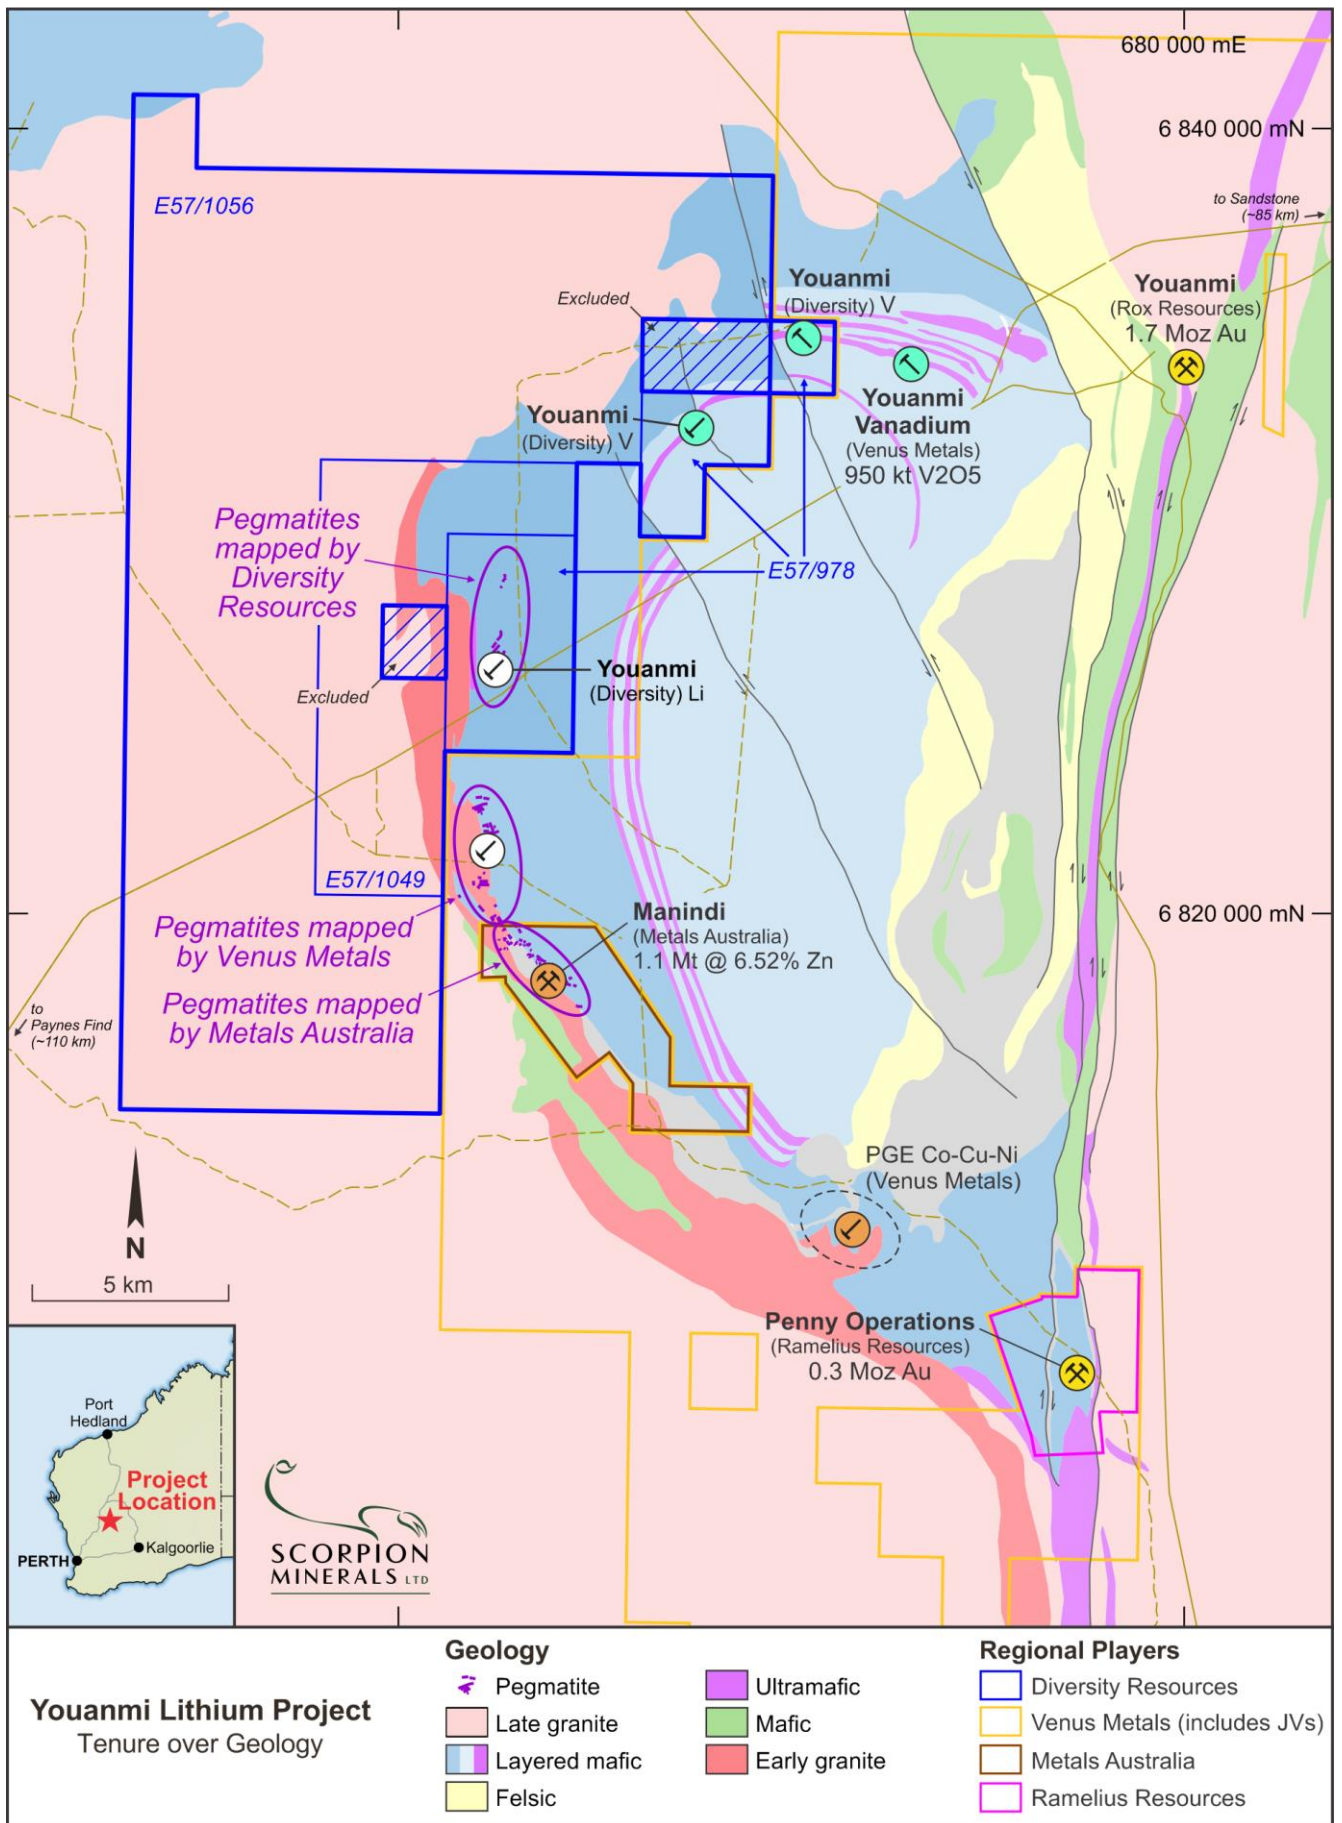 680 000 mE
6 840 000 mN
E57/1056
to Sandstone
(~85 km)
Excluded
Youanmi
(Diversity) V
Youanmi
(Rox Resources)
1.7 Moz Au
Youanmi
(Diversity) V
Youanmi
Vanadium
(Venus Metals)
950 kt V2O5
Pegmatites
mapped by
Diversity
Resources
E57/978
Excluded
Youanmi
(Diversity) Li
E57/1049
Pegmatites mapped
by Venus Metals
Manindi
(Metals Australia)
1.1 Mt @ 6.52% Zn
6 820 000 mN
Pegmatites mapped
by Metals Australia
to
Paynes Find
(~110 km)
PGE Co-Cu-Ni
(Venus Metals)
N
5 km
Penny Operations
(Ramelius Resources)
0.3 Moz Au
Port
Hedland
Project
Location
PERTH
Kalgoorlie
SCORPION
MINERALS LTD
Youanmi Lithium Project
Tenure over Geology
Geology
Pegmatite
Late granite
Layered mafic
Felsic
Ultramafic
Mafic
Early granite
Regional Players
Diversity Resources
Venus Metals (includes JVs)
Metals Australia
Ramelius Resources